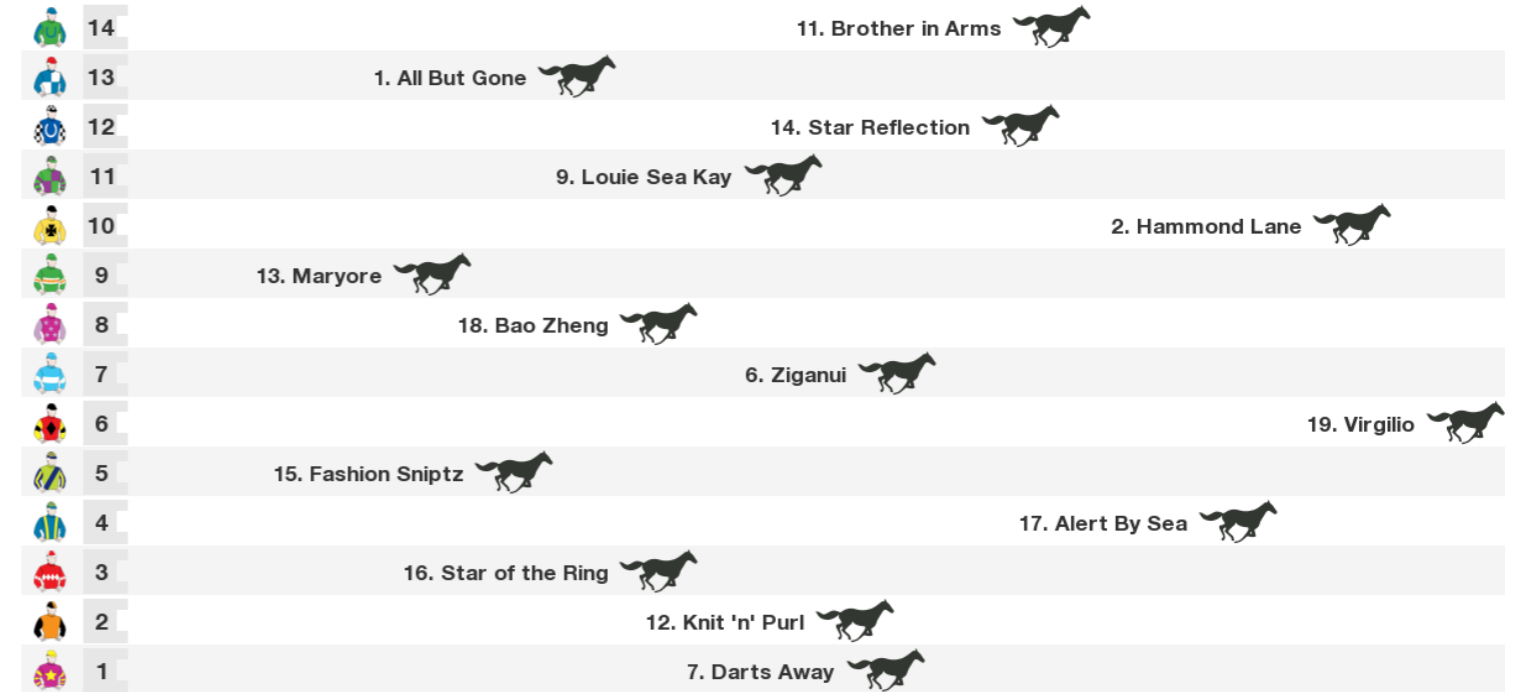 14 11. Brother in Arms
13 1. All But Gone
12 14. Star Reflection
11 9. Louie Sea Kay
10 2. Hammond Lane
9 13. Maryore
8 18. Bao Zheng
7 6. Ziganui
6 19. Virgilio
5 15. Fashion Sniptz
4 17. Alert By Sea
3 16. Star of the Ring
2 12. Knit 'n' Purl
1 7. Darts Away